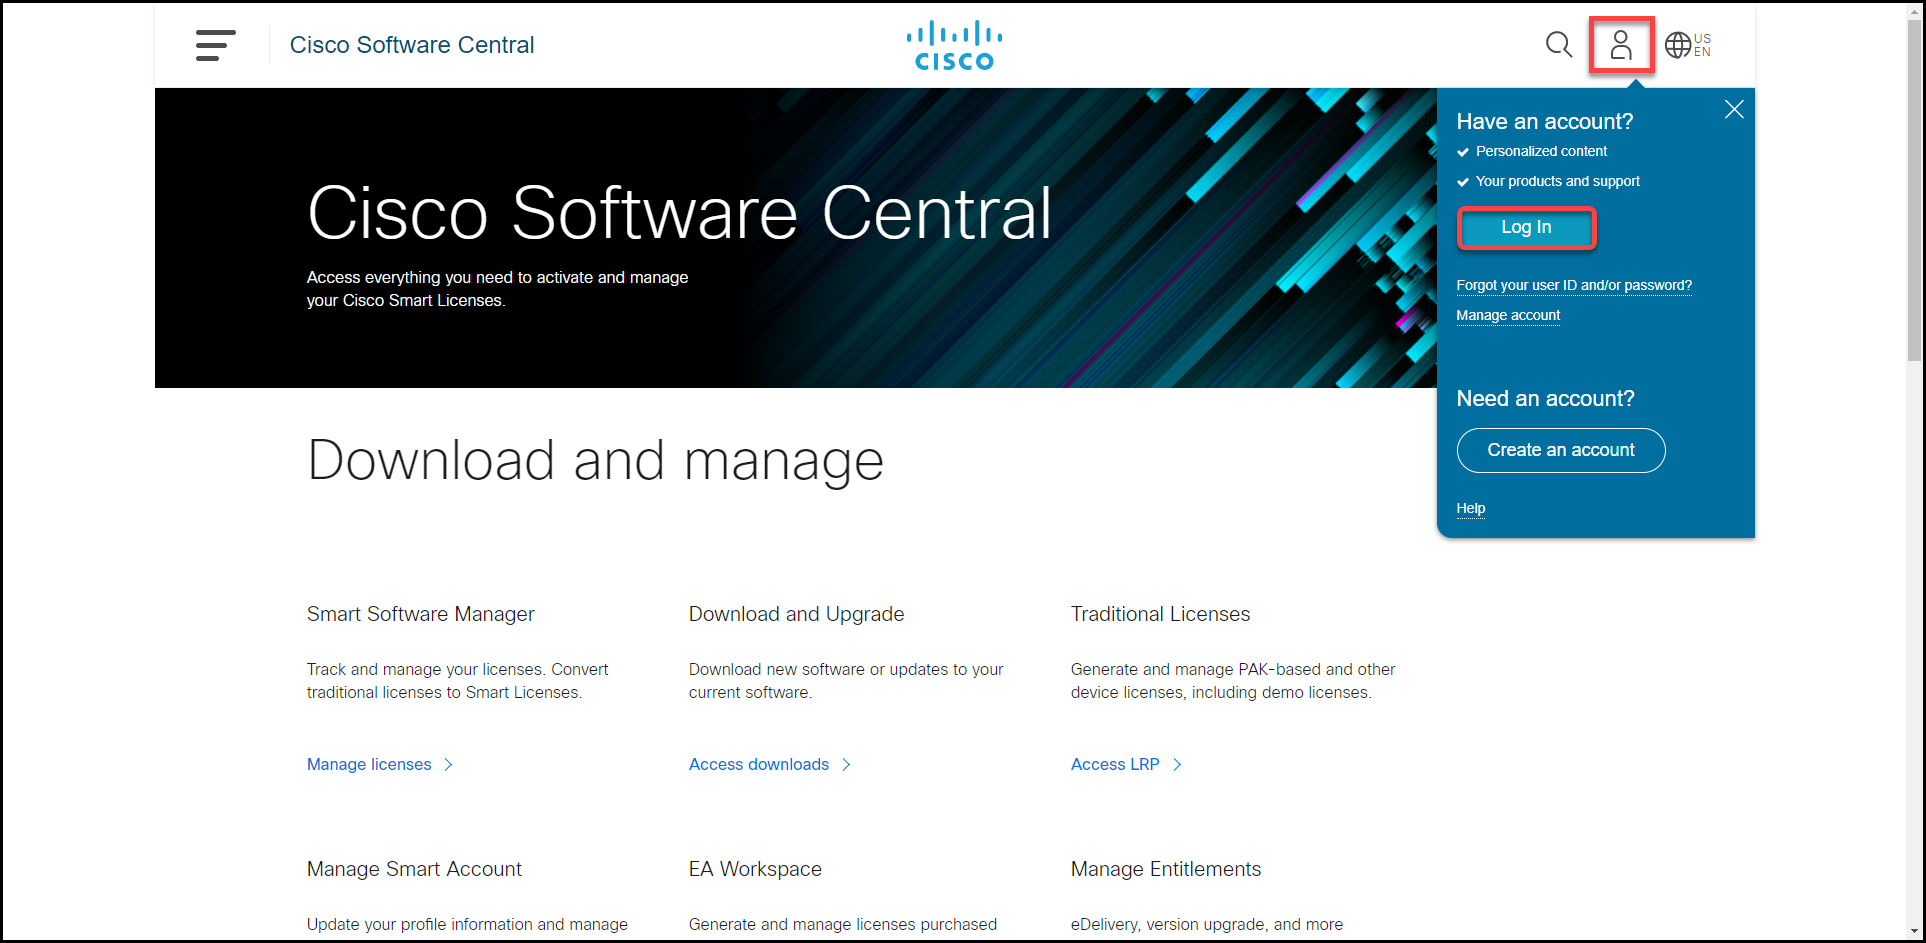 Cisco Software Central
CISCO
US
EN
Have an account?
Personalized content
Your products and support
Log In
Forgot your user ID and/or password?
Manage account
Need an account?
Create an account
Help
Cisco Software Central
Access everything you need to activate and manage
your Cisco Smart Licenses.
Download and manage
Smart Software Manager
Track and manage your licenses. Convert
traditional licenses to Smart Licenses.
Manage licenses
Download and Upgrade
Download new software or updates to your
current software.
Access downloads
Traditional Licenses
Generate and manage PAK-based and other
device licenses, including demo licenses.
Access LRP
Manage Smart Account
Update your profile information and manage
EA Workspace
Generate and manage licenses purchased
Manage Entitlements
eDelivery, version upgrade, and more